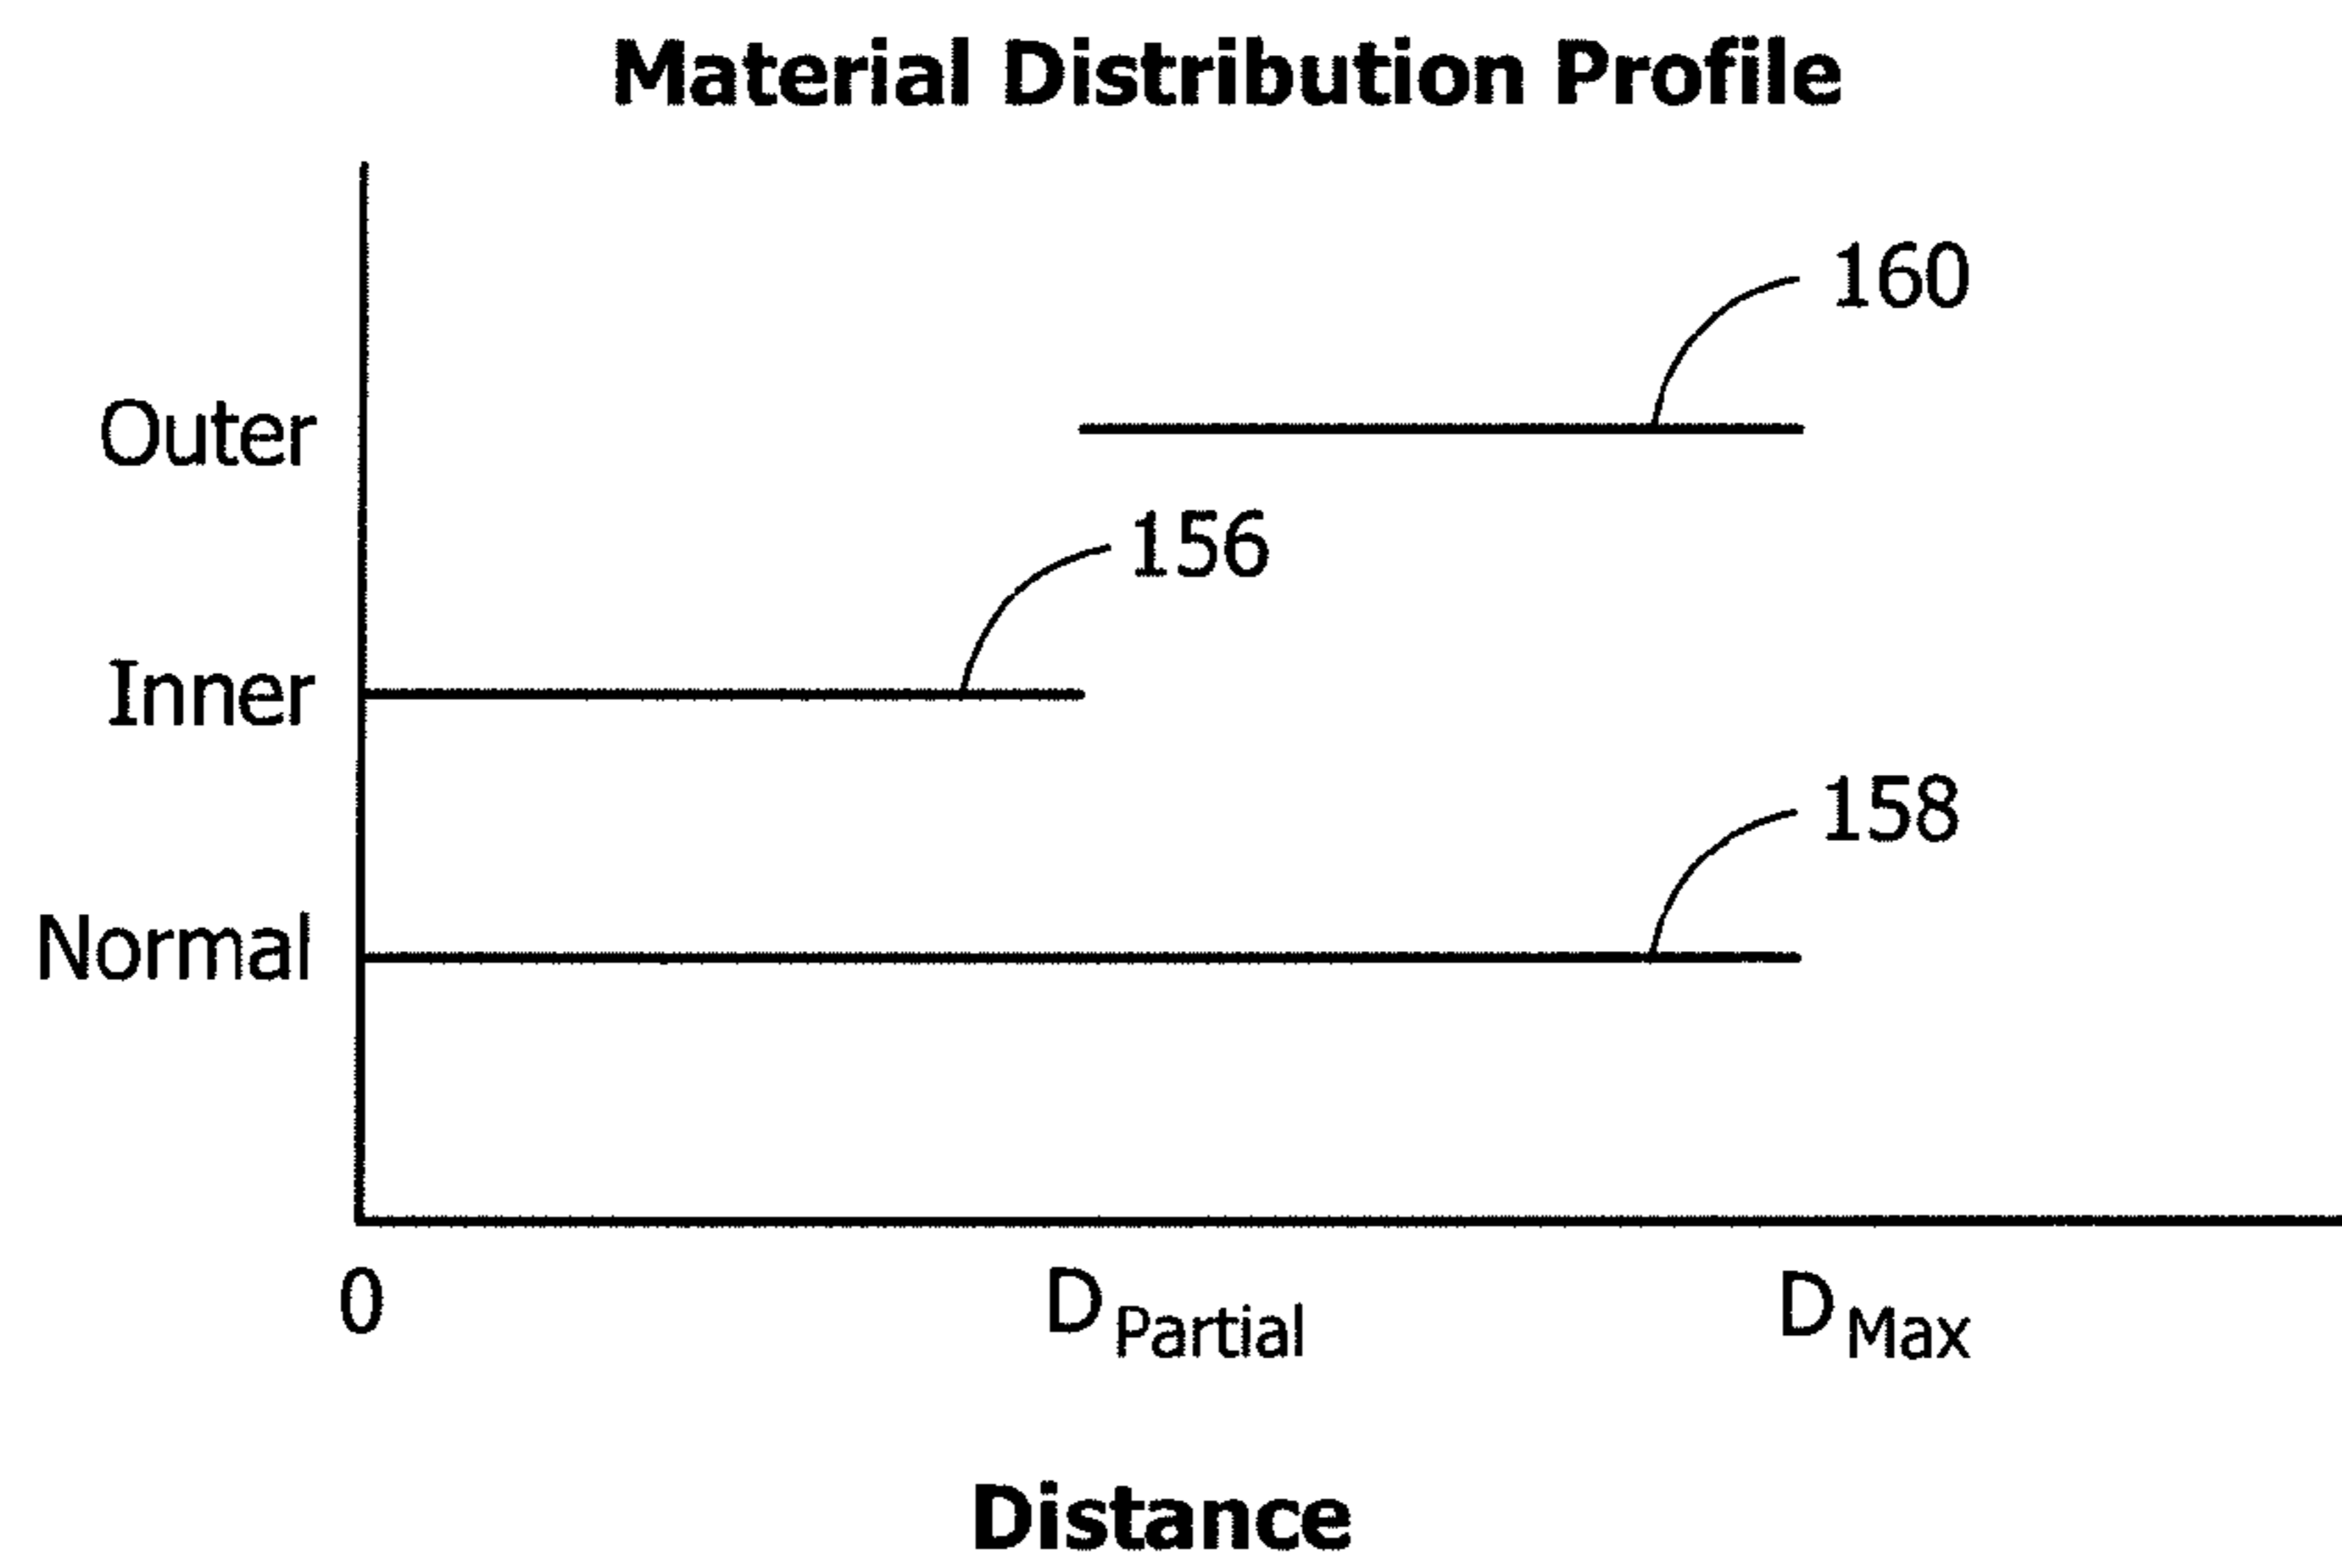 Material Distribution Profile
160
Outer
156
Inner
158
Normal
0 D Partial D Max
Distance